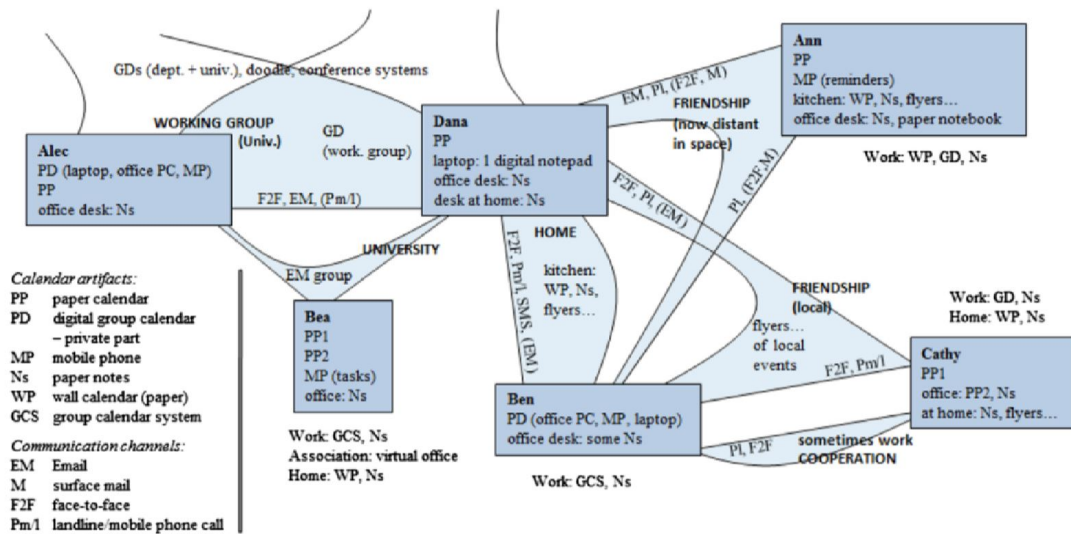 GDs (dept. + univ.), doodle, conference systems
WORKING GROUP
(Univ.)
GD
(work. group)
Alec
PD (laptop, office PC, MP)
PP
office desk: Ns
F2F, EM, (Pm/l)
Dana
PP
laptop: 1 digital notepad
office desk: Ns
desk at home: Ns
EM, Pl, (F2F, M)
FRIENDSHIP
(now distant
in space)
Pl, (F2F,M)
Ann
PP
MP (reminders)
kitchen: WP, Ns, flyers…
office desk: Ns, paper notebook
Work: WP, GD, Ns
UNIVERSITY
EM group
Bea
PP1
PP2
MP (tasks)
office: Ns
Work: GCS, Ns
Association: virtual office
Home: WP, Ns
HOME
F2F, Pm/l, SMS, (EM)
kitchen:
WP, Ns,
flyers…
F2F, Pl, (EM)
FRIENDSHIP
(local)
flyers…
of local
events
F2F, Pm/l
Work: GD, Ns
Home: WP, Ns
Cathy
PP1
office: PP2, Ns
at home: Ns, flyers…
Ben
PD (office PC, MP, laptop)
office desk: some Ns
Work: GCS, Ns
Pl, F2F
sometimes work
COOPERATION
Calendar artifacts:
PP paper calendar
PD digital group calendar
– private part
MP mobile phone
Ns paper notes
WP wall calendar (paper)
GCS group calendar system
Communication channels:
EM Email
M surface mail
F2F face-to-face
Pm/l landline/mobile phone call